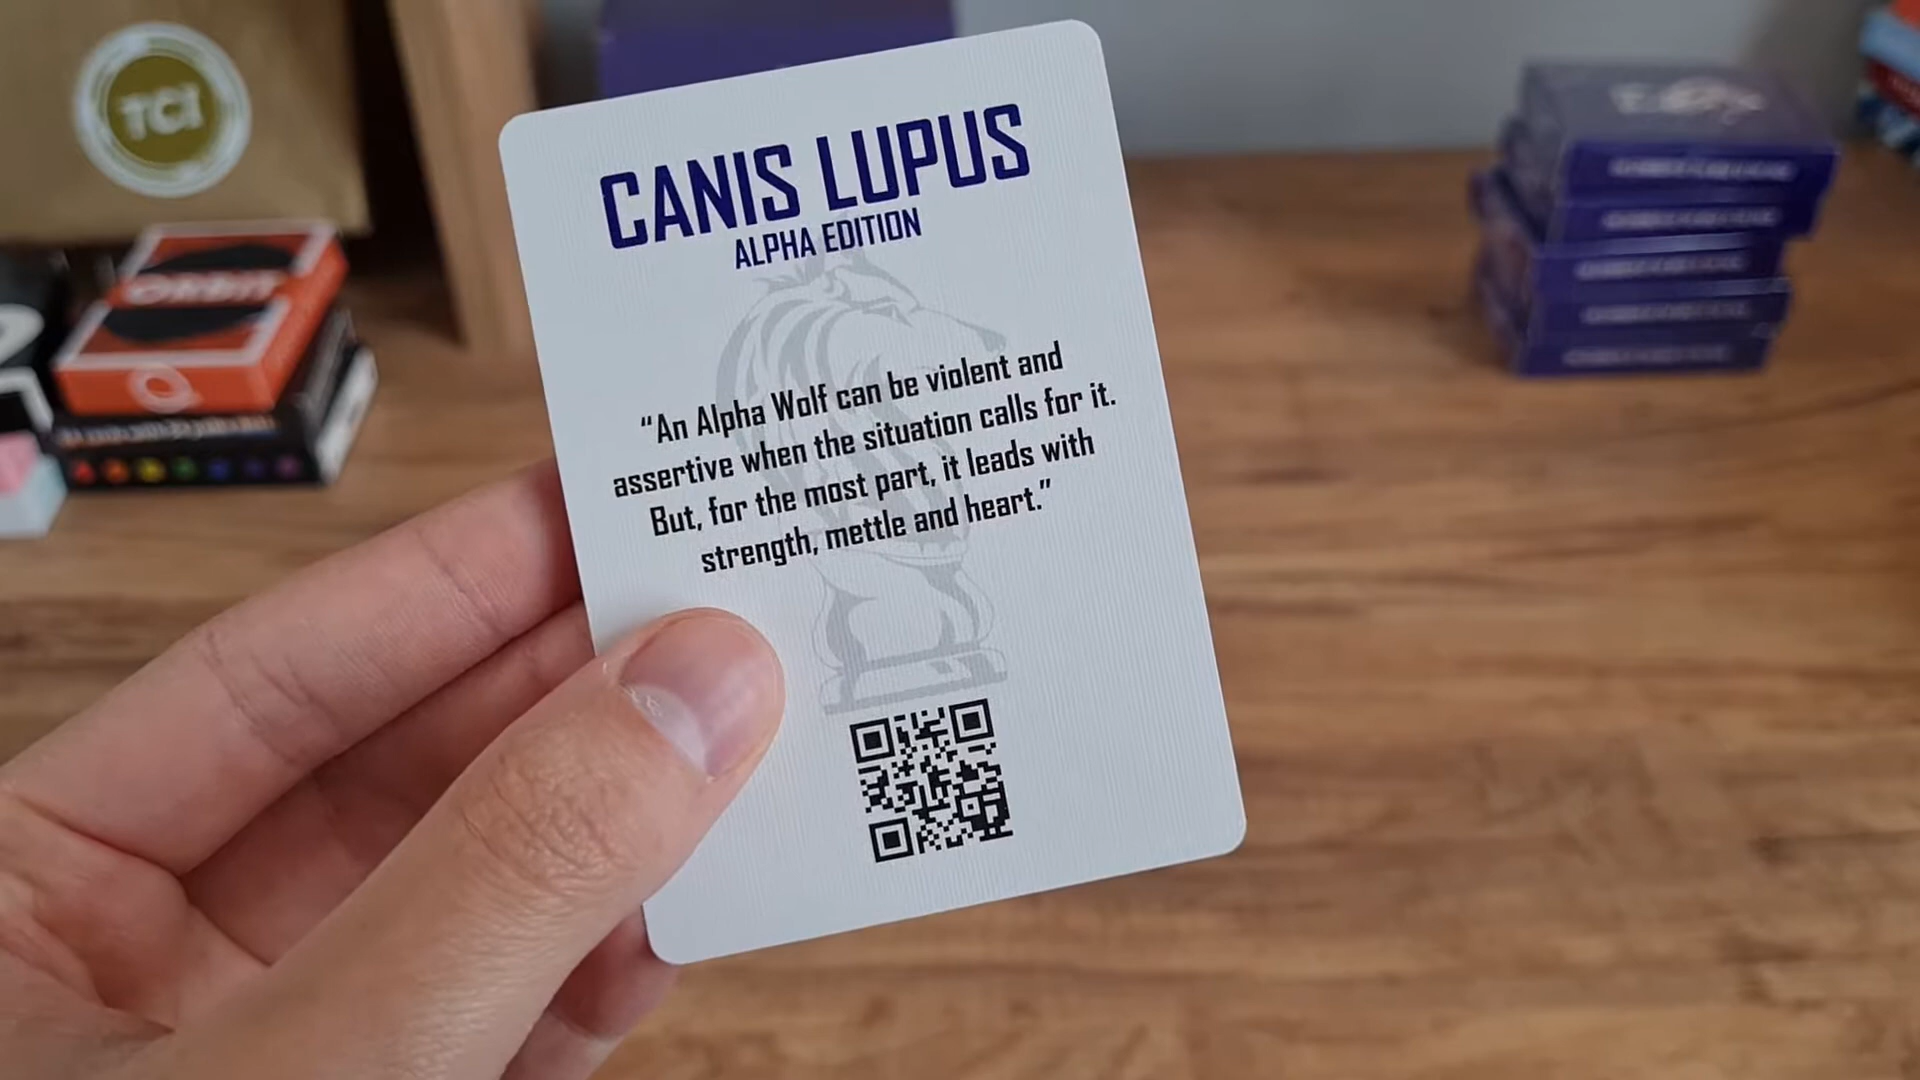 CANIS LUPUS
ALPHA EDITION
“An Alpha Wolf can be violent and
assertive when the situation calls for it.
But, for the most part, it leads with
strength, mettle and heart.”
TCI
ORBIT